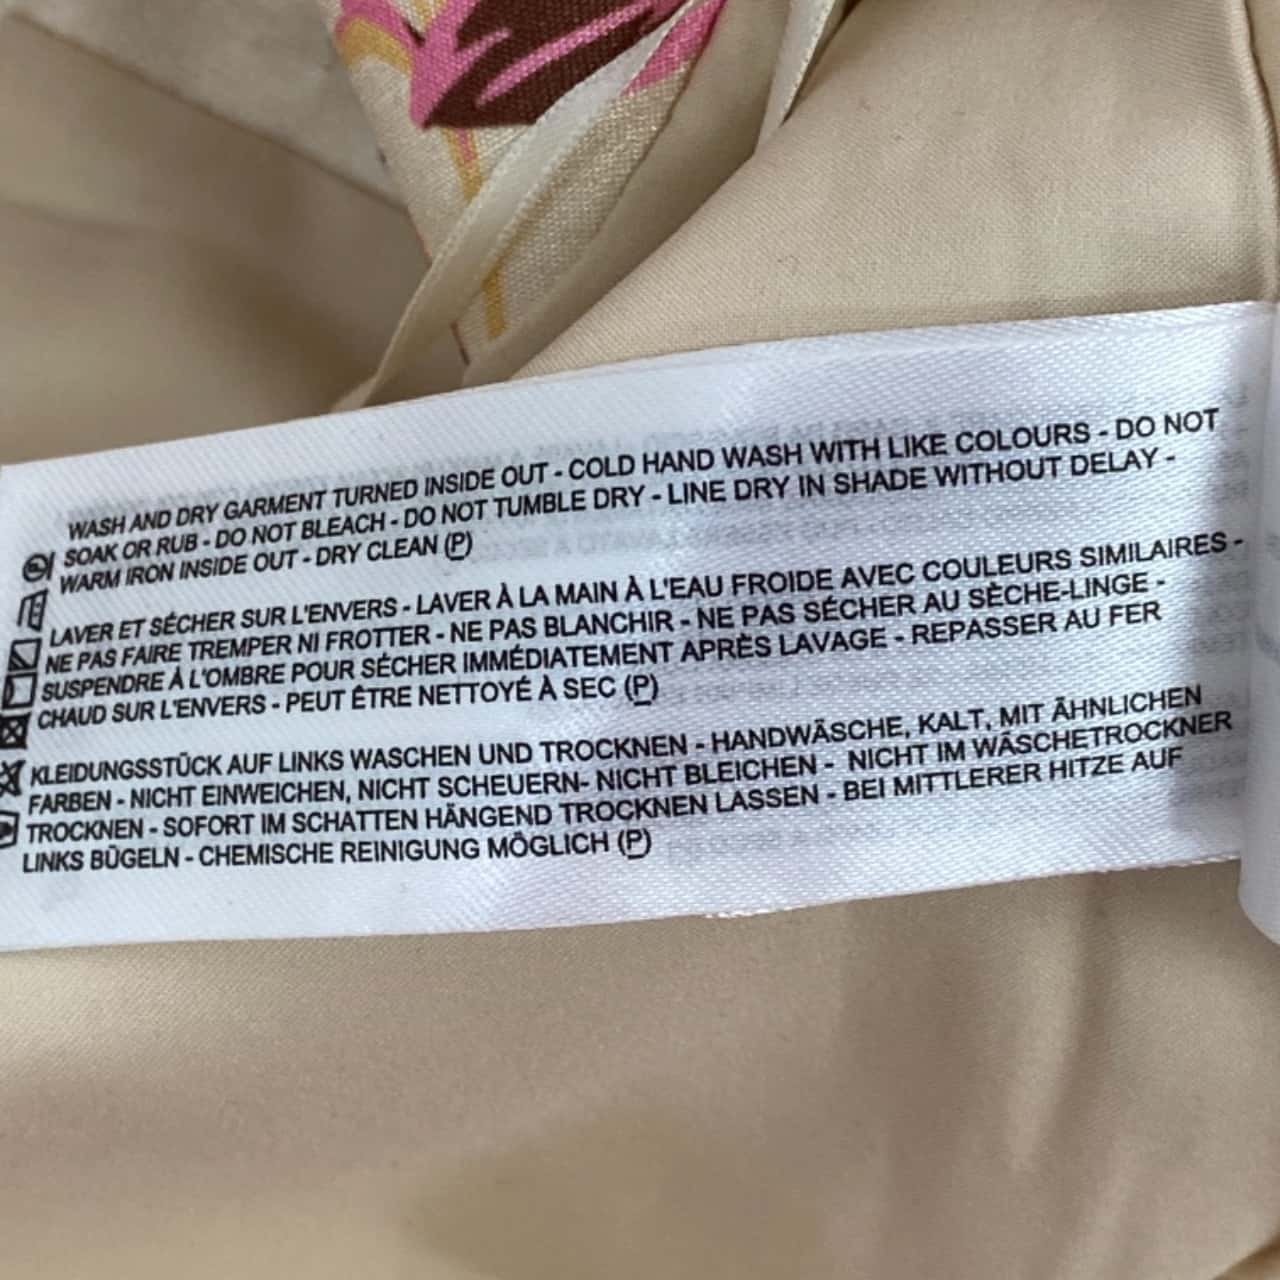 WASH AND DRY GARMENT TURNED INSIDE OUT - COLD HAND WASH WITH LIKE COLOURS - DO NOT
SOAK OR RUB - DO NOT BLEACH - DO NOT TUMBLE DRY - LINE DRY IN SHADE WITHOUT DELAY -
WARM IRON INSIDE OUT - DRY CLEAN (P)
LAVER ET SÉCHER SUR L'ENVERS - LAVER À LA MAIN À L'EAU FROIDE AVEC COULEURS SIMILAIRES -
NE PAS FAIRE TREMPER NI FROTTER - NE PAS BLANCHIR - NE PAS SÉCHER AU SÈCHE-LINGE -
SUSPENDRE À L'OMBRE POUR SÉCHER IMMÉDIATEMENT APRÈS LAVAGE - REPASSER AU FER
CHAUD SUR L'ENVERS - PEUT ÊTRE NETTOYÉ À SEC (P)
KLEIDUNGSSTÜCK AUF LINKS WASCHEN UND TROCKNEN - HANDWÄSCHE, KALT, MIT ÄHNLICHEN
FARBEN - NICHT EINWEICHEN, NICHT SCHEUERN- NICHT BLEICHEN - NICHT IM WÄSCHETROCKNER
TROCKNEN - SOFORT IM SCHATTEN HÄNGEND TROCKNEN LASSEN - BEI MITTLERER HITZE AUF
LINKS BÜGELN - CHEMISCHE REINIGUNG MÖGLICH (P)